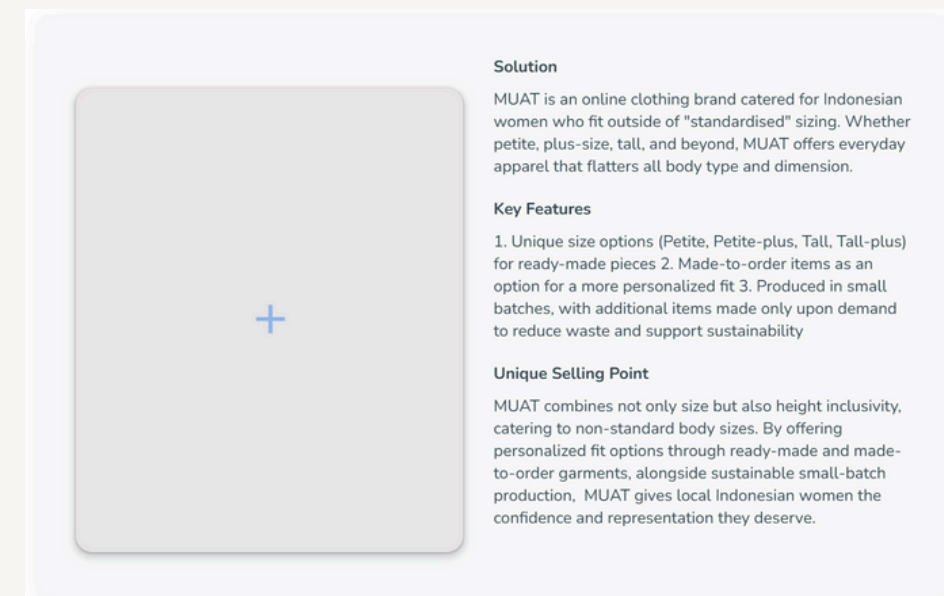 Solution
MUAT is an online clothing brand catered for Indonesian
women who fit outside of "standardised" sizing. Whether
petite, plus-size, tall, and beyond, MUAT offers everyday
apparel that flatters all body type and dimension.
Key Features
1. Unique size options (Petite, Petite-plus, Tall, Tall-plus)
for ready-made pieces 2. Made-to-order items as an
option for a more personalized fit 3. Produced in small
batches, with additional items made only upon demand
to reduce waste and support sustainability
Unique Selling Point
MUAT combines not only size but also height inclusivity,
catering to non-standard body sizes. By offering
personalized fit options through ready-made and made-
to-order garments, alongside sustainable small-batch
production,  MUAT gives local Indonesian women the
confidence and representation they deserve.